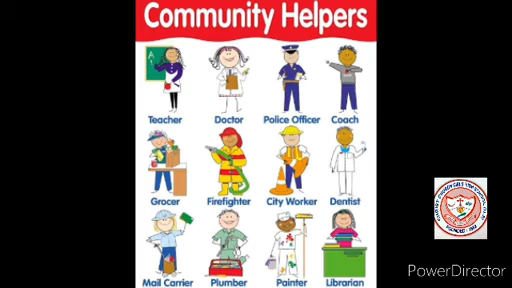 Community Helpers
Teacher Doctor Police Officer Coach
Grocer Firefighter City Worker Dentist
Mail Carrier Plumber Painter Librarian
PowerDirector